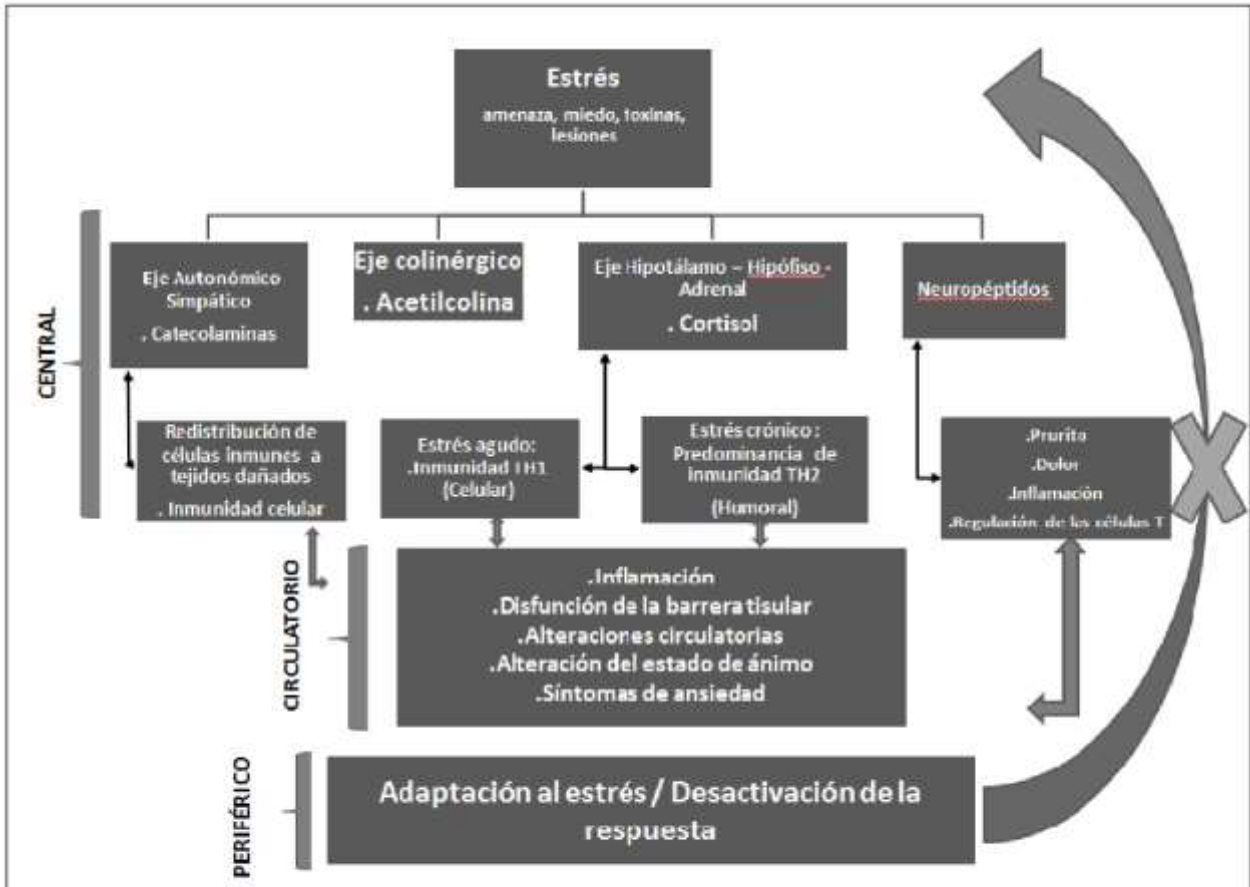 Estrés
amenaza, miedo, toxinas,
lesiones
CENTRAL
Eje Autonómico
Simpático
. Catecolaminas
Eje colinérgico
. Acetilcolina
Eje Hipotálamo – Hipófiso -
Adrenal
. Cortisol
Neuropéptidos
Redistribución de
células inmunes a
tejidos dañados
. Inmunidad celular
Estrés agudo:
.Inmunidad TH1
(Celular)
Estrés crónico :
Predominancia de
inmunidad TH2
(Humoral)
.Prurito
.Dolor
.Inflamación
.Regulación de las células T
CIRCULATORIO
.Inflamación
.Disfunción de la barrera tisular
.Alteraciones circulatorias
.Alteración del estado de ánimo
.Síntomas de ansiedad
PERIFÉRICO
Adaptación al estrés / Desactivación de la
respuesta